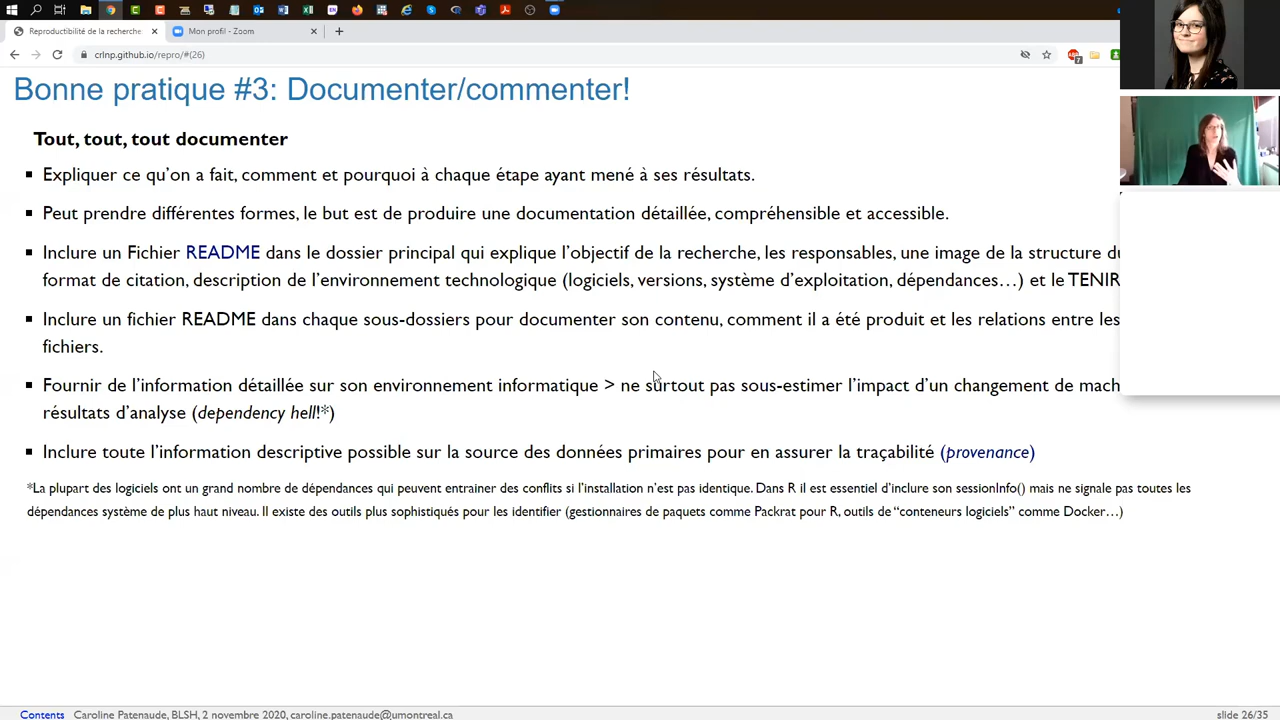 Reproductibilité de la recherche
Mon profil - Zoom
crlnp.github.io/repro/#(26)
7
Bonne pratique #3: Documenter/commenter!
Tout, tout, tout documenter
Expliquer ce qu'on a fait, comment et pourquoi à chaque étape ayant mené à ses résultats.
Peut prendre différentes formes, le but est de produire une documentation détaillée, compréhensible et accessible.
Inclure un Fichier README dans le dossier principal qui explique l'objectif de la recherche, les responsables, une image de la structure du
format de citation, description de l'environnement technologique (logiciels, versions, système d'exploitation, dépendances…) et le TENIR
Inclure un fichier README dans chaque sous-dossiers pour documenter son contenu, comment il a été produit et les relations entre les
fichiers.
Fournir de l'information détaillée sur son environnement informatique > ne surtout pas sous-estimer l'impact d'un changement de mach
résultats d'analyse (dependency hell!*)
Inclure toute l'information descriptive possible sur la source des données primaires pour en assurer la traçabilité (provenance)
*La plupart des logiciels ont un grand nombre de dépendances qui peuvent entrainer des conflits si l'installation n'est pas identique. Dans R il est essentiel d'inclure son sessionInfo() mais ne signale pas toutes les
dépendances système de plus haut niveau. Il existe des outils plus sophistiqués pour les identifier (gestionnaires de paquets comme Packrat pour R, outils de "conteneurs logiciels" comme Docker…)
Contents Caroline Patenaude, BLSH, 2 novembre 2020, caroline.patenaude@umontreal.ca slide 26/35